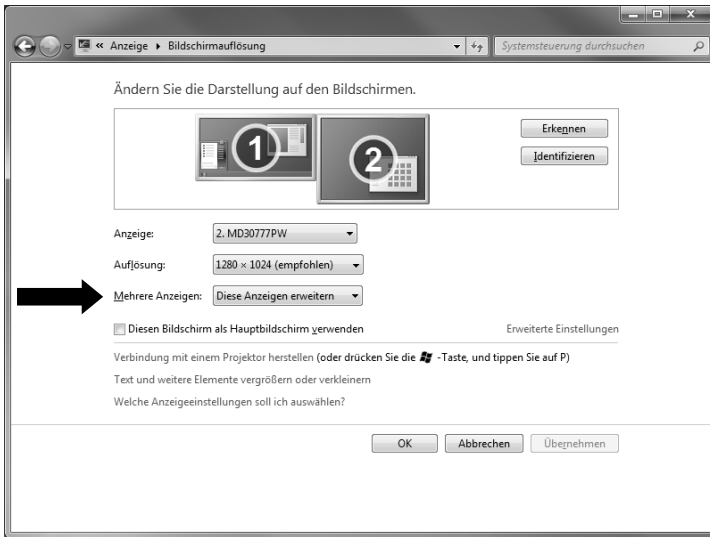 « Anzeige ▸ Bildschirmauflösung
Systemsteuerung durchsuchen
Ändern Sie die Darstellung auf den Bildschirmen.
1
2
Erkennen
Identifizieren
Anzeige: 2. MD30777PW
Auflösung: 1280 × 1024 (empfohlen)
Mehrere Anzeigen: Diese Anzeigen erweitern
Diesen Bildschirm als Hauptbildschirm verwenden
Erweiterte Einstellungen
Verbindung mit einem Projektor herstellen (oder drücken Sie die -Taste, und tippen Sie auf P)
Text und weitere Elemente vergrößern oder verkleinern
Welche Anzeigeeinstellungen soll ich auswählen?
OK Abbrechen Übernehmen